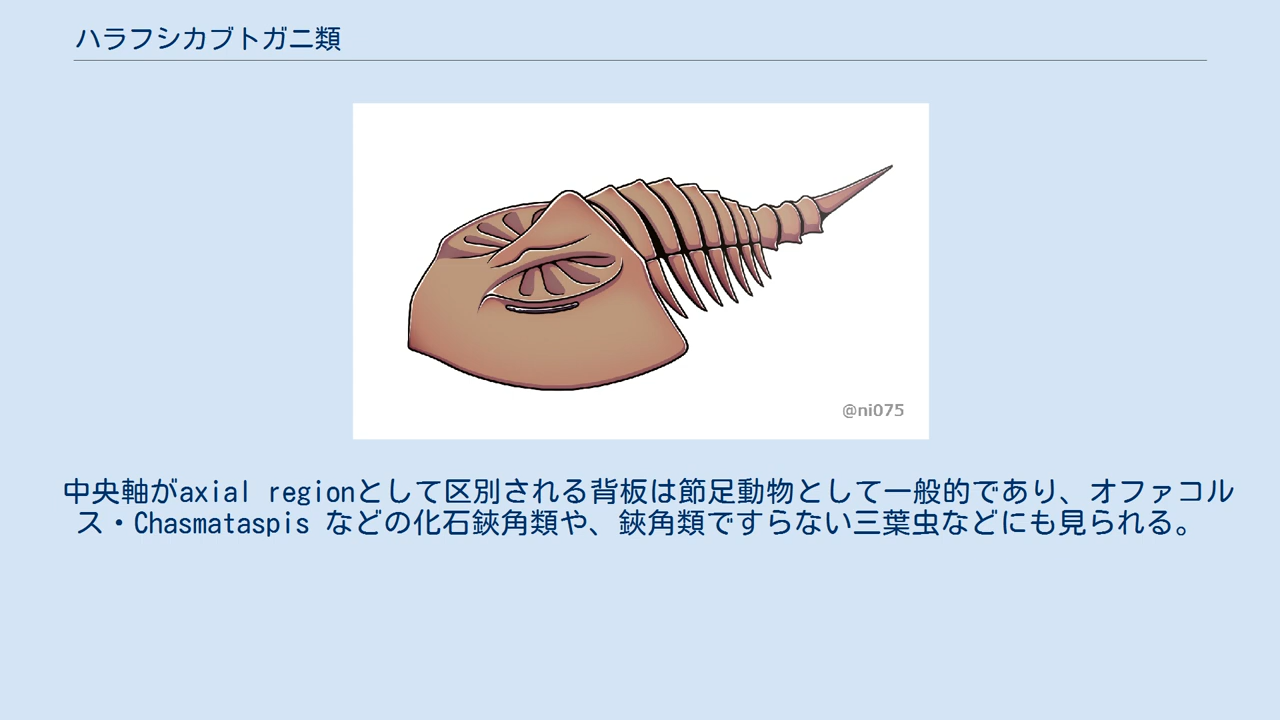 ハラフシカブトガニ類
@ni075
中央軸がaxial regionとして区別される背板は節足動物として一般的であり、オファコル
ス・Chasmataspis などの化石鋏角類や、鋏角類ですらない三葉虫などにも見られる。